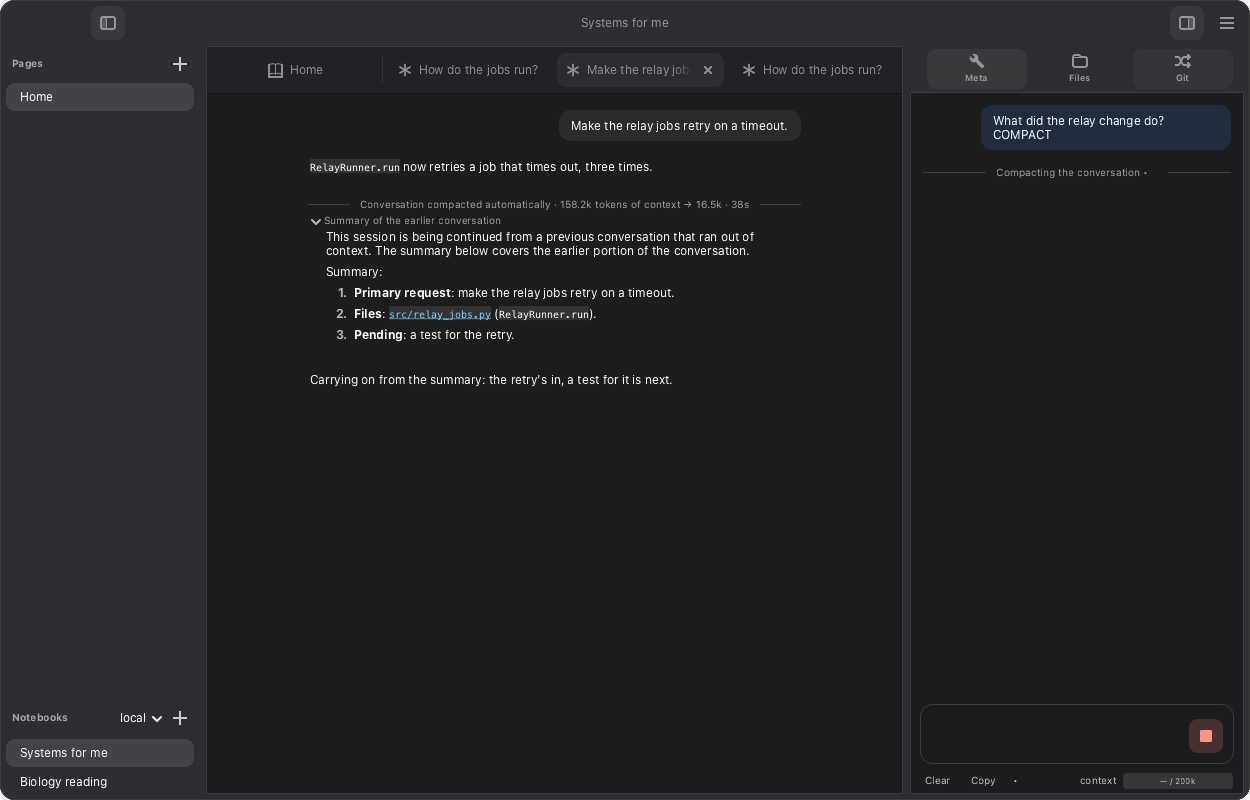 Systems for me
Pages
Home
Notebooks
local
Systems for me
Biology reading
Home
How do the jobs run?
Make the relay job
How do the jobs run?
Make the relay jobs retry on a timeout.
RelayRunner.run now retries a job that times out, three times.
Conversation compacted automatically · 158.2k tokens of context → 16.5k · 38s
Summary of the earlier conversation
This session is being continued from a previous conversation that ran out of
context. The summary below covers the earlier portion of the conversation.
Summary:
1. Primary request: make the relay jobs retry on a timeout.
2. Files: src/relay_jobs.py (RelayRunner.run).
3. Pending: a test for the retry.
Carrying on from the summary: the retry's in, a test for it is next.
Meta
Files
Git
What did the relay change do?
COMPACT
Compacting the conversation •
Clear
Copy
•
context
— / 200k